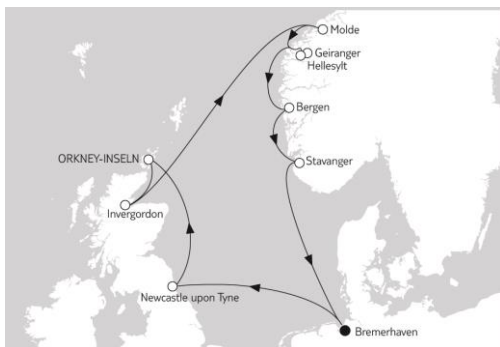 Molde
Geiranger
Hellesylt
Bergen
ORKNEY-INSELN
Stavanger
Invergordon
Newcastle upon Tyne
Bremerhaven